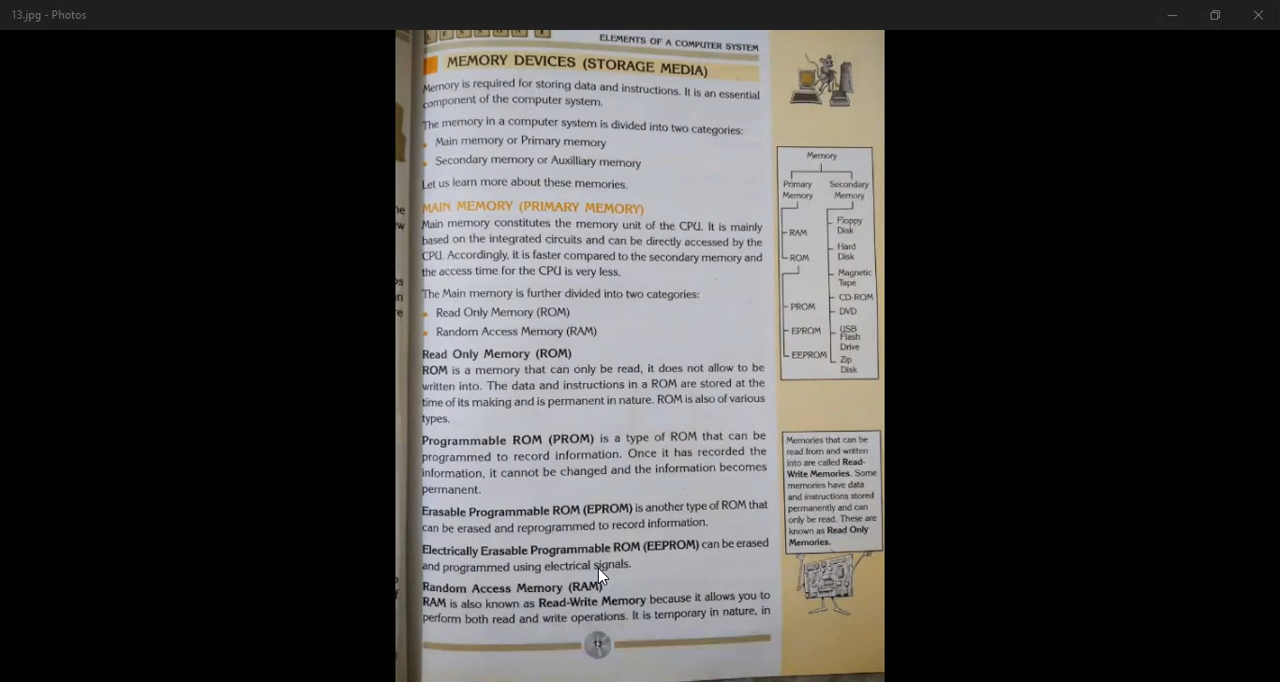 13.jpg - Photos
ELEMENTS OF A COMPUTER SYSTEM
MEMORY DEVICES (STORAGE MEDIA)
Memory is required for storing data and instructions. It is an essential
component of the computer system.
The memory in a computer system is divided into two categories:
Main memory or Primary memory
Secondary memory or Auxilliary memory
Let us learn more about these memories.
MAIN MEMORY (PRIMARY MEMORY)
Main memory constitutes the memory unit of the CPU. It is mainly
based on the integrated circuits and can be directly accessed by the
CPU. Accordingly, it is faster compared to the secondary memory and
the access time for the CPU is very less.
The Main memory is further divided into two categories:
Read Only Memory (ROM)
Random Access Memory (RAM)
Read Only Memory (ROM)
ROM is a memory that can only be read, it does not allow to be
written into. The data and instructions in a ROM are stored at the
time of its making and is permanent in nature. ROM is also of various
types.
Programmable ROM (PROM) is a type of ROM that can be
programmed to record information. Once it has recorded the
information, it cannot be changed and the information becomes
permanent.
Erasable Programmable ROM (EPROM) is another type of ROM that
can be erased and reprogrammed to record information.
Electrically Erasable Programmable ROM (EEPROM) can be erased
and programmed using electrical signals.
Random Access Memory (RAM)
RAM is also known as Read-Write Memory because it allows you to
perform both read and write operations. It is temporary in nature, in
Memory
Primary
Memory
Secondary
Memory
RAM
ROM
PROM
EPROM
EEPROM
Floppy
Disk
Hard
Disk
Magnetic
Tape
CD-ROM
DVD
USB
Flash
Drive
Zip
Disk
Memories that can be
read from and written
into are called Read-
Write Memories. Some
memories have data
and instructions stored
permanently and can
only be read. These are
known as Read Only
Memories.